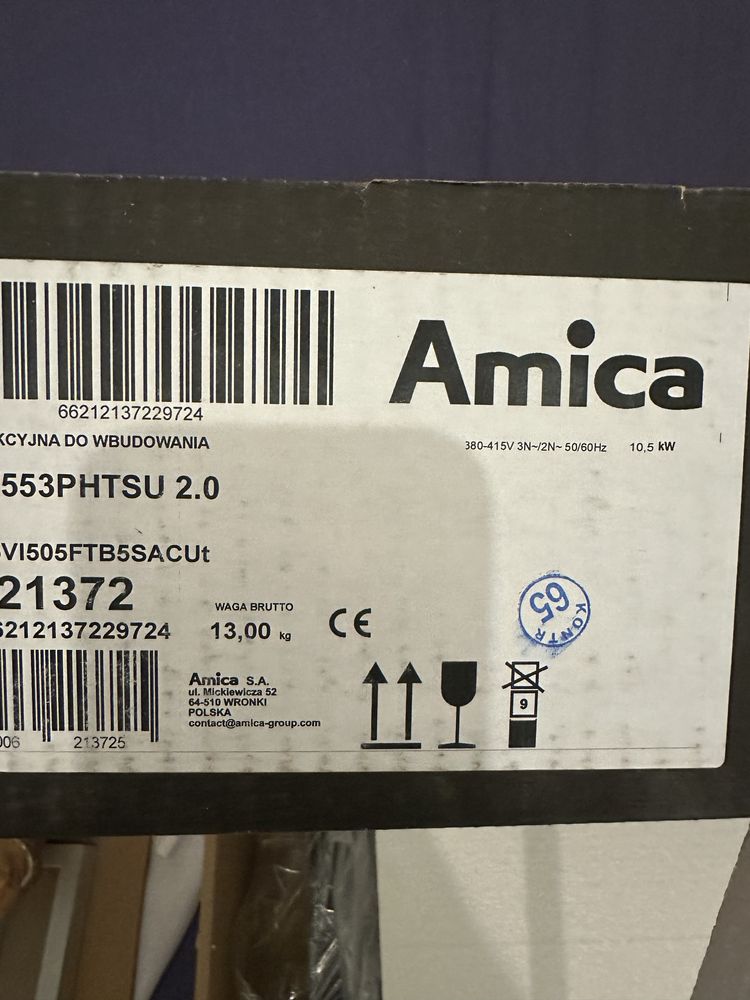 Amica
66212137229724
KCYJNA DO WBUDOWANIA
380-415V 3N~/2N~ 50/60Hz 10,5 kW
553PHTSU 2.0
VI505FTB5SACUt
21372
WAGA BRUTTO
6212137229724
13,00 kg
CE
KONTR
65
Amica S.A.
ul. Mickiewicza 52
64-510 WRONKI
POLSKA
contact@amica-group.com
9
006 213725